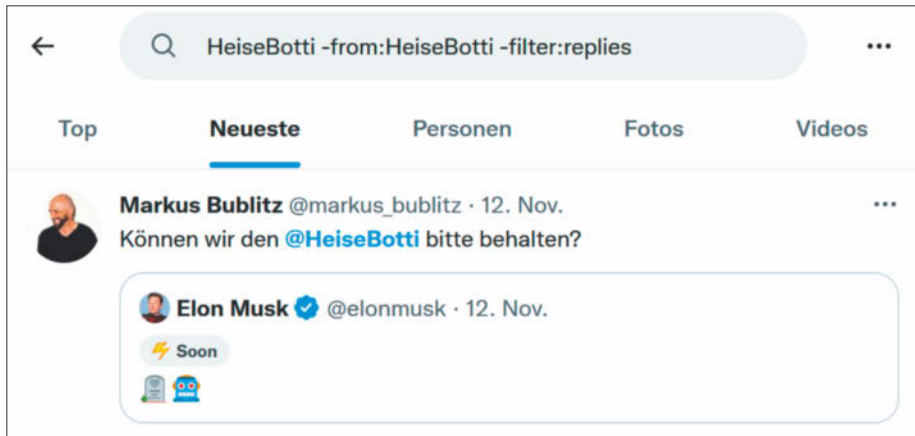 HeiseBotti -from:HeiseBotti -filter:replies
Top Neueste Personen Fotos Videos
Markus Bublitz @markus_bublitz · 12. Nov.
Können wir den @HeiseBotti bitte behalten?
Elon Musk @elonmusk · 12. Nov.
⚡ Soon
🪦🤖